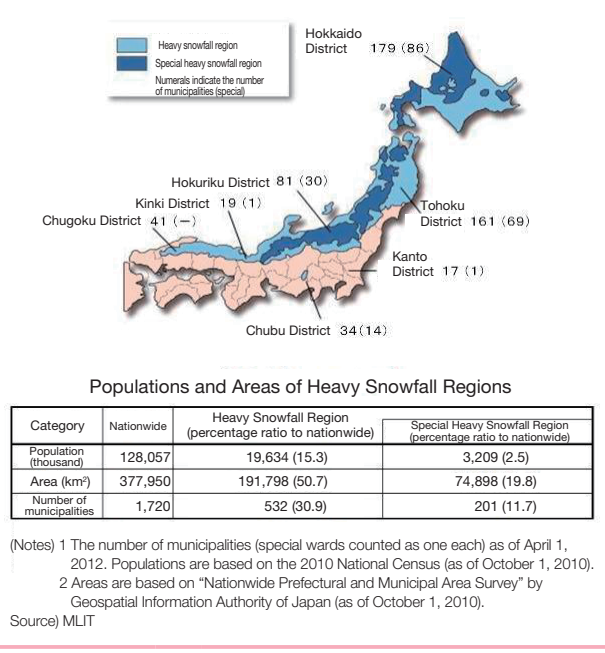 Heavy snowfall region
Special heavy snowfall region
Numerals indicate the number
of municipalities (special)
Hokkaido
District 179 (86)
Hokuriku District 81 (30)
Kinki District 19 (1)
Chugoku District 41 (−)
Tohoku
District 161 (69)
Kanto
District 17 (1)
Chubu District 34 (14)
Populations and Areas of Heavy Snowfall Regions
Category Nationwide Heavy Snowfall Region
(percentage ratio to nationwide) Special Heavy Snowfall Region
(percentage ratio to nationwide)
Population
(thousand) 128,057 19,634 (15.3) 3,209 (2.5)
Area (km²) 377,950 191,798 (50.7) 74,898 (19.8)
Number of
municipalities 1,720 532 (30.9) 201 (11.7)
(Notes) 1 The number of municipalities (special wards counted as one each) as of April 1,
2012. Populations are based on the 2010 National Census (as of October 1, 2010).
2 Areas are based on “Nationwide Prefectural and Municipal Area Survey” by
Geospatial Information Authority of Japan (as of October 1, 2010).
Source) MLIT